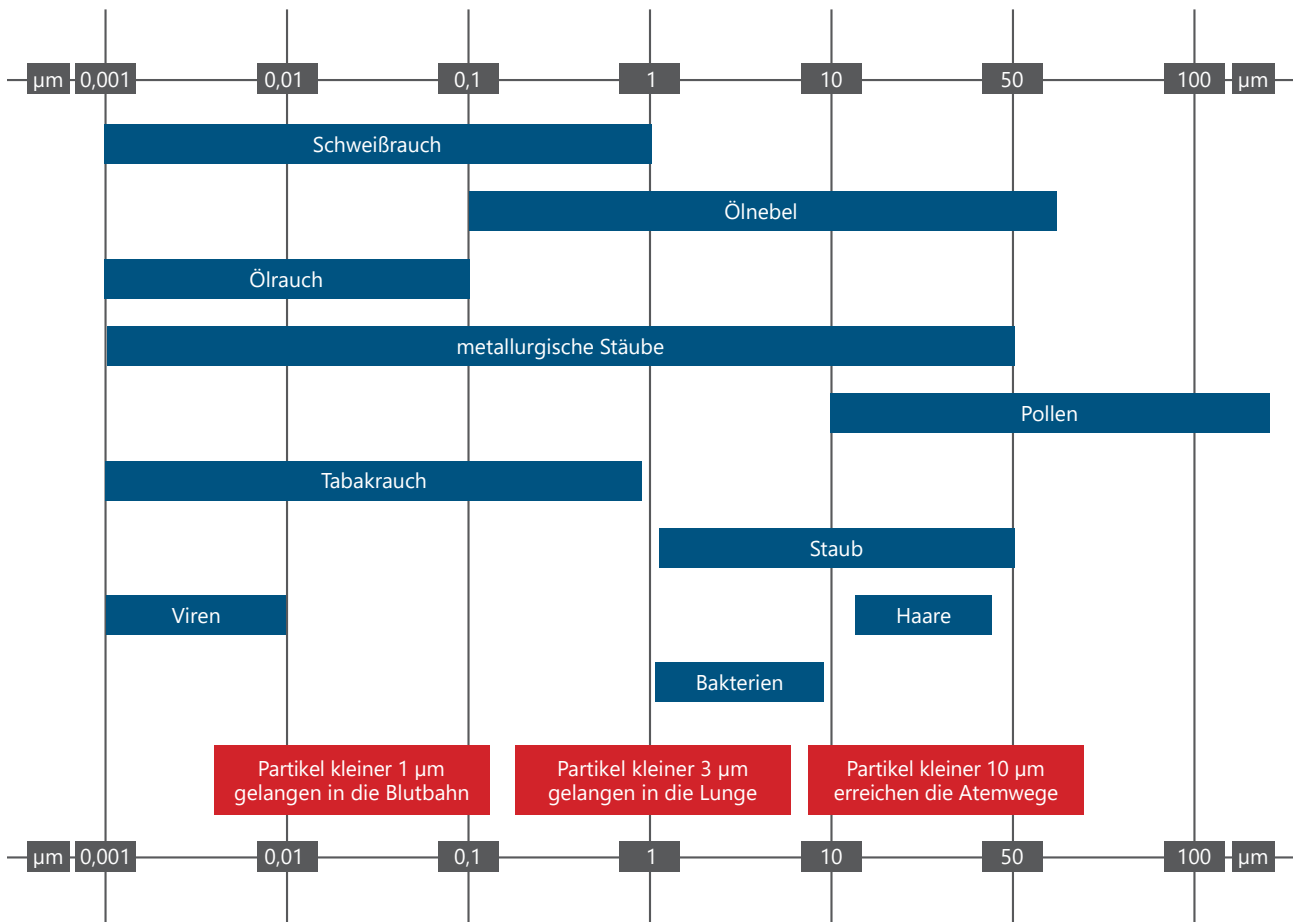 µm 0,001 0,01 0,1 1 10 50 100 µm
Schweißrauch
Ölnebel
Ölrauch
metallurgische Stäube
Pollen
Tabakrauch
Staub
Viren
Haare
Bakterien
Partikel kleiner 1 µm
gelangen in die Blutbahn
Partikel kleiner 3 µm
gelangen in die Lunge
Partikel kleiner 10 µm
erreichen die Atemwege
µm 0,001 0,01 0,1 1 10 50 100 µm